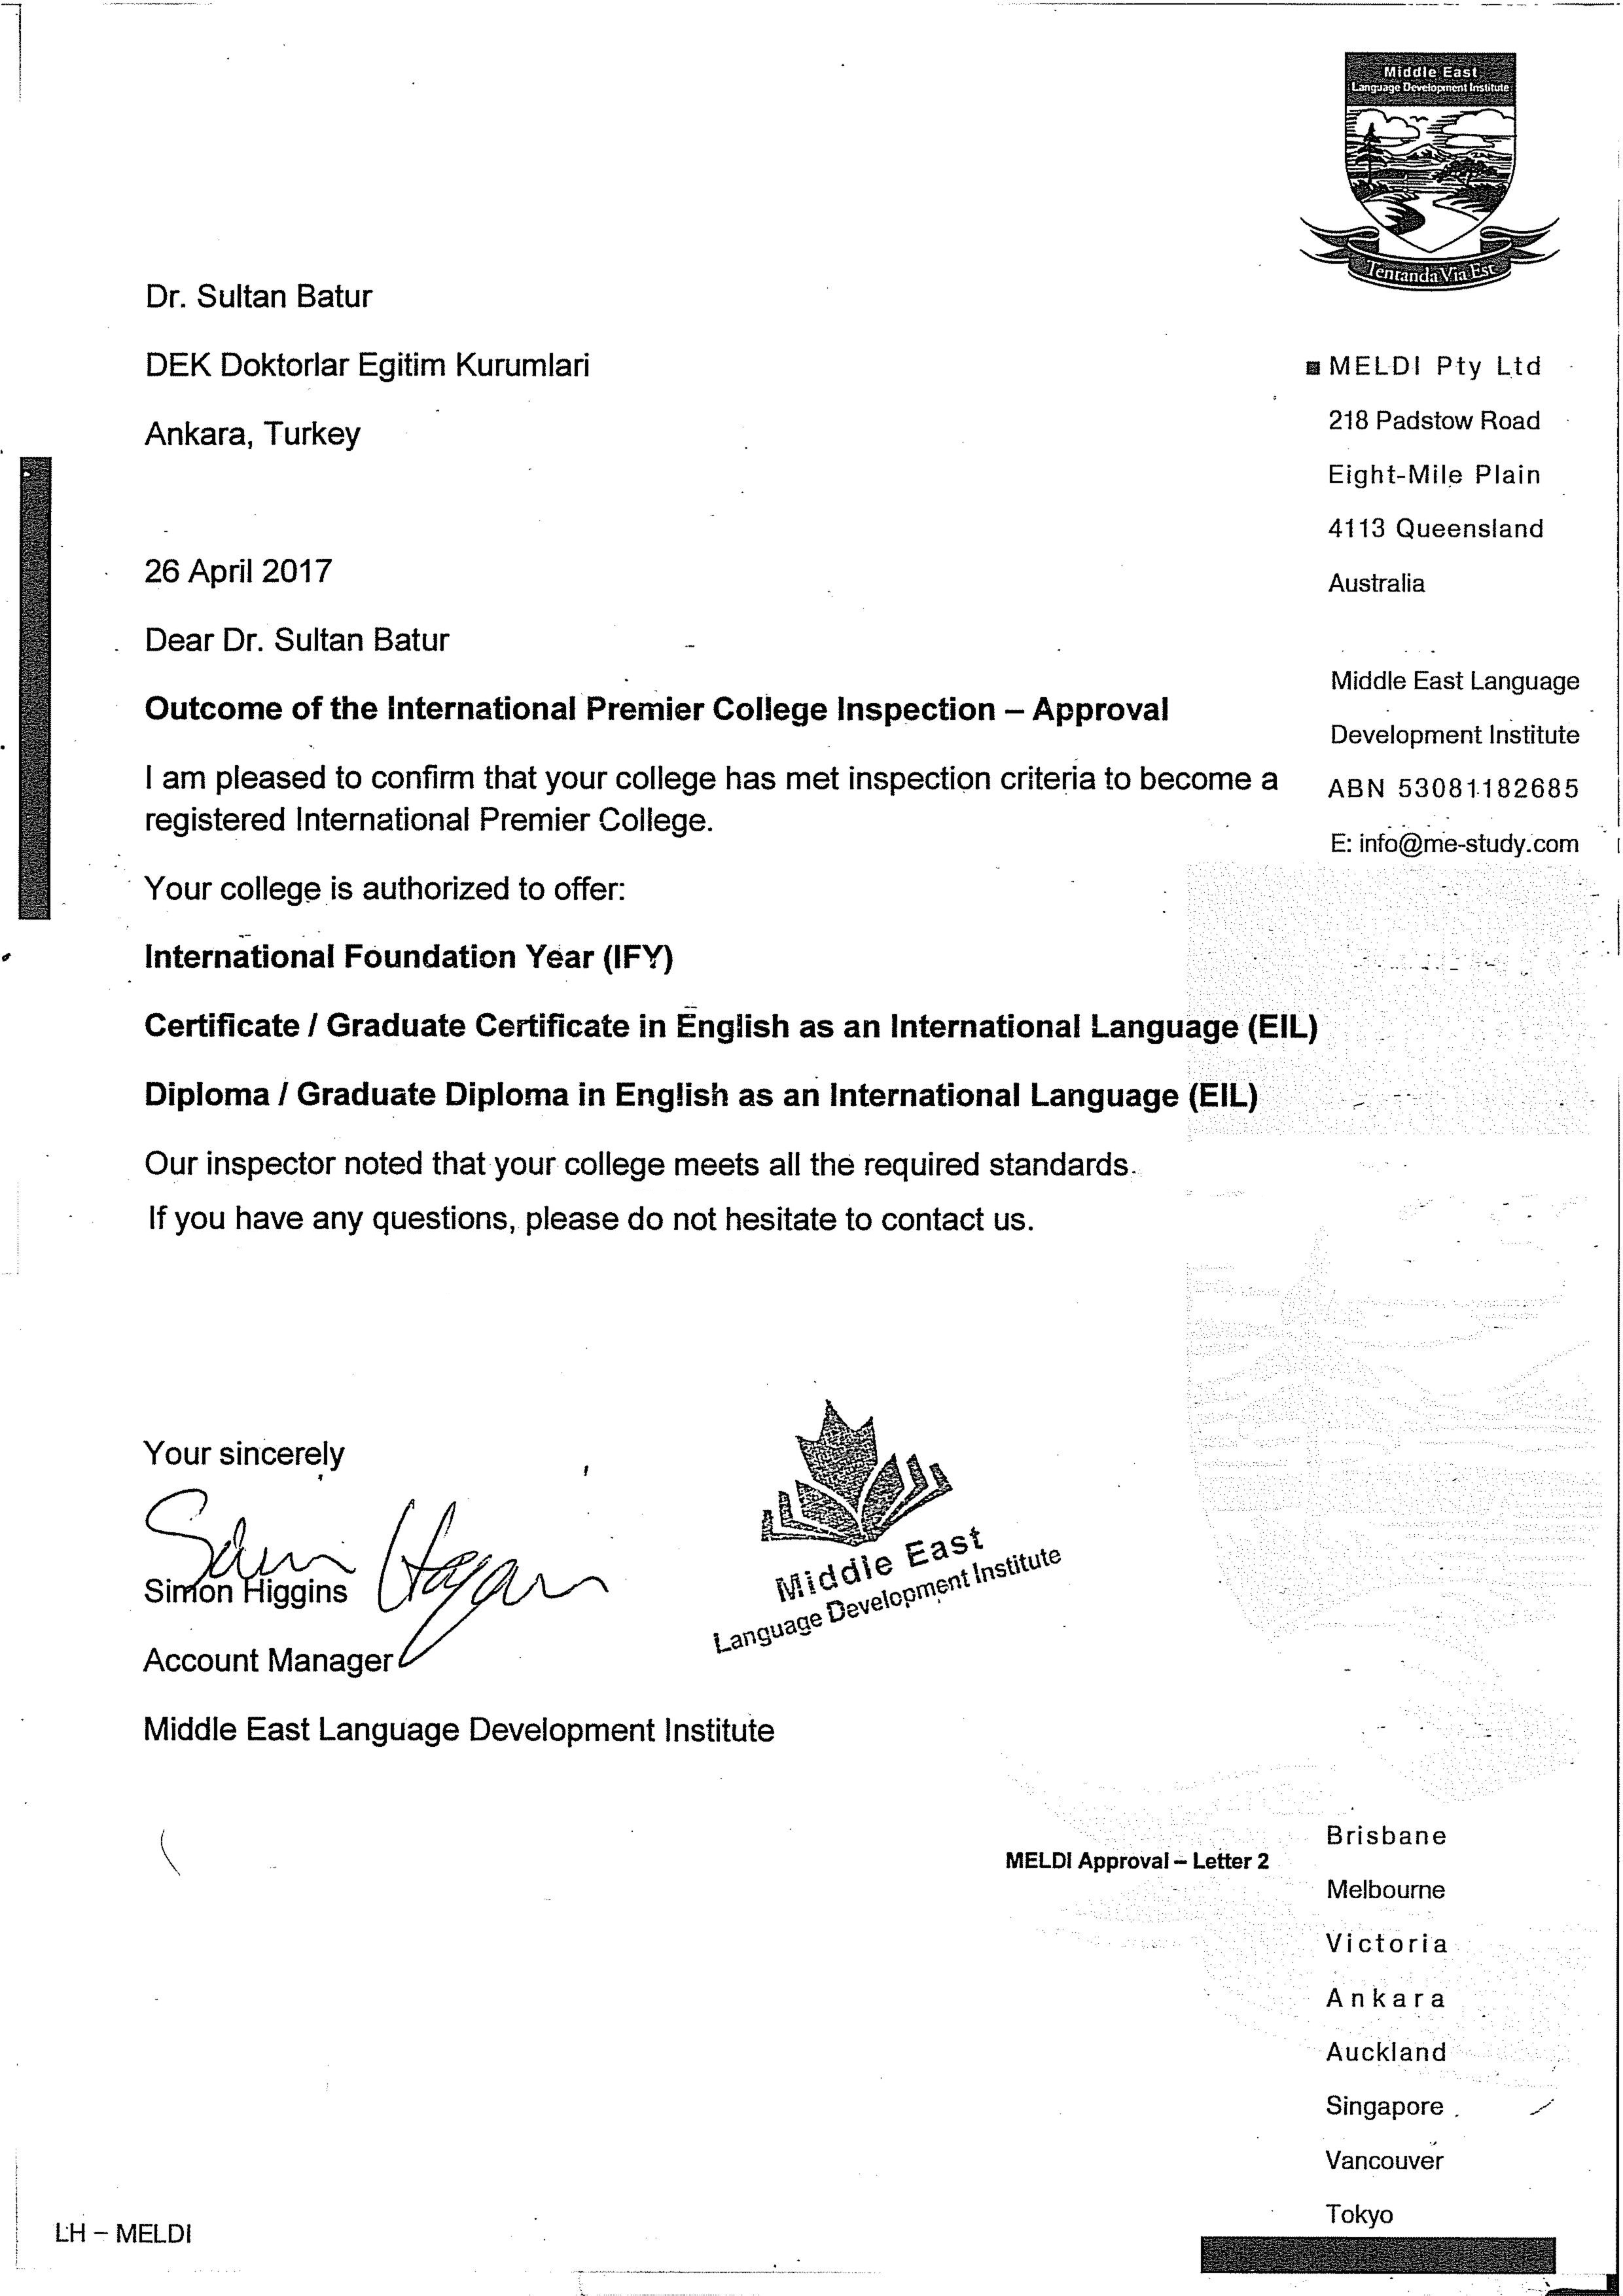 Middle East
Language Development Institute
Tentanda Via Est
Dr. Sultan Batur
DEK Doktorlar Egitim Kurumlari
Ankara, Turkey
26 April 2017
Dear Dr. Sultan Batur
Outcome of the International Premier College Inspection – Approval
I am pleased to confirm that your college has met inspection criteria to become a
registered International Premier College.
Your college is authorized to offer:
International Foundation Year (IFY)
Certificate / Graduate Certificate in English as an International Language (EIL)
Diploma / Graduate Diploma in English as an International Language (EIL)
Our inspector noted that your college meets all the required standards.
If you have any questions, please do not hesitate to contact us.
Your sincerely
Simon Higgins
Account Manager
Middle East Language Development Institute
Middle East
Language Development Institute
MELDI Approval – Letter 2
LH – MELDI
MELDI Pty Ltd
218 Padstow Road
Eight-Mile Plain
4113 Queensland
Australia
Middle East Language
Development Institute
ABN 53081182685
E: info@me-study.com
Brisbane
Melbourne
Victoria
Ankara
Auckland
Singapore
Vancouver
Tokyo